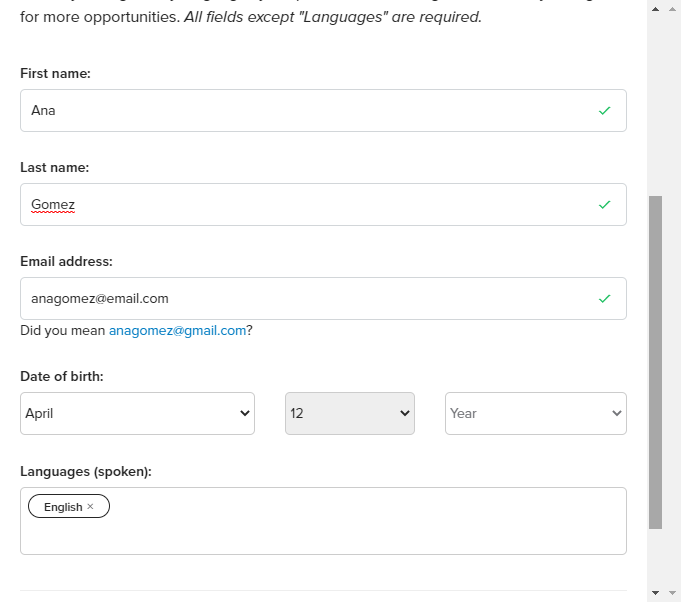 for more opportunities. All fields except "Languages" are required.
First name:
Ana
Last name:
Gomez
Email address:
anagomez@email.com
Did you mean anagomez@gmail.com?
Date of birth:
April 12 Year
Languages (spoken):
English ×